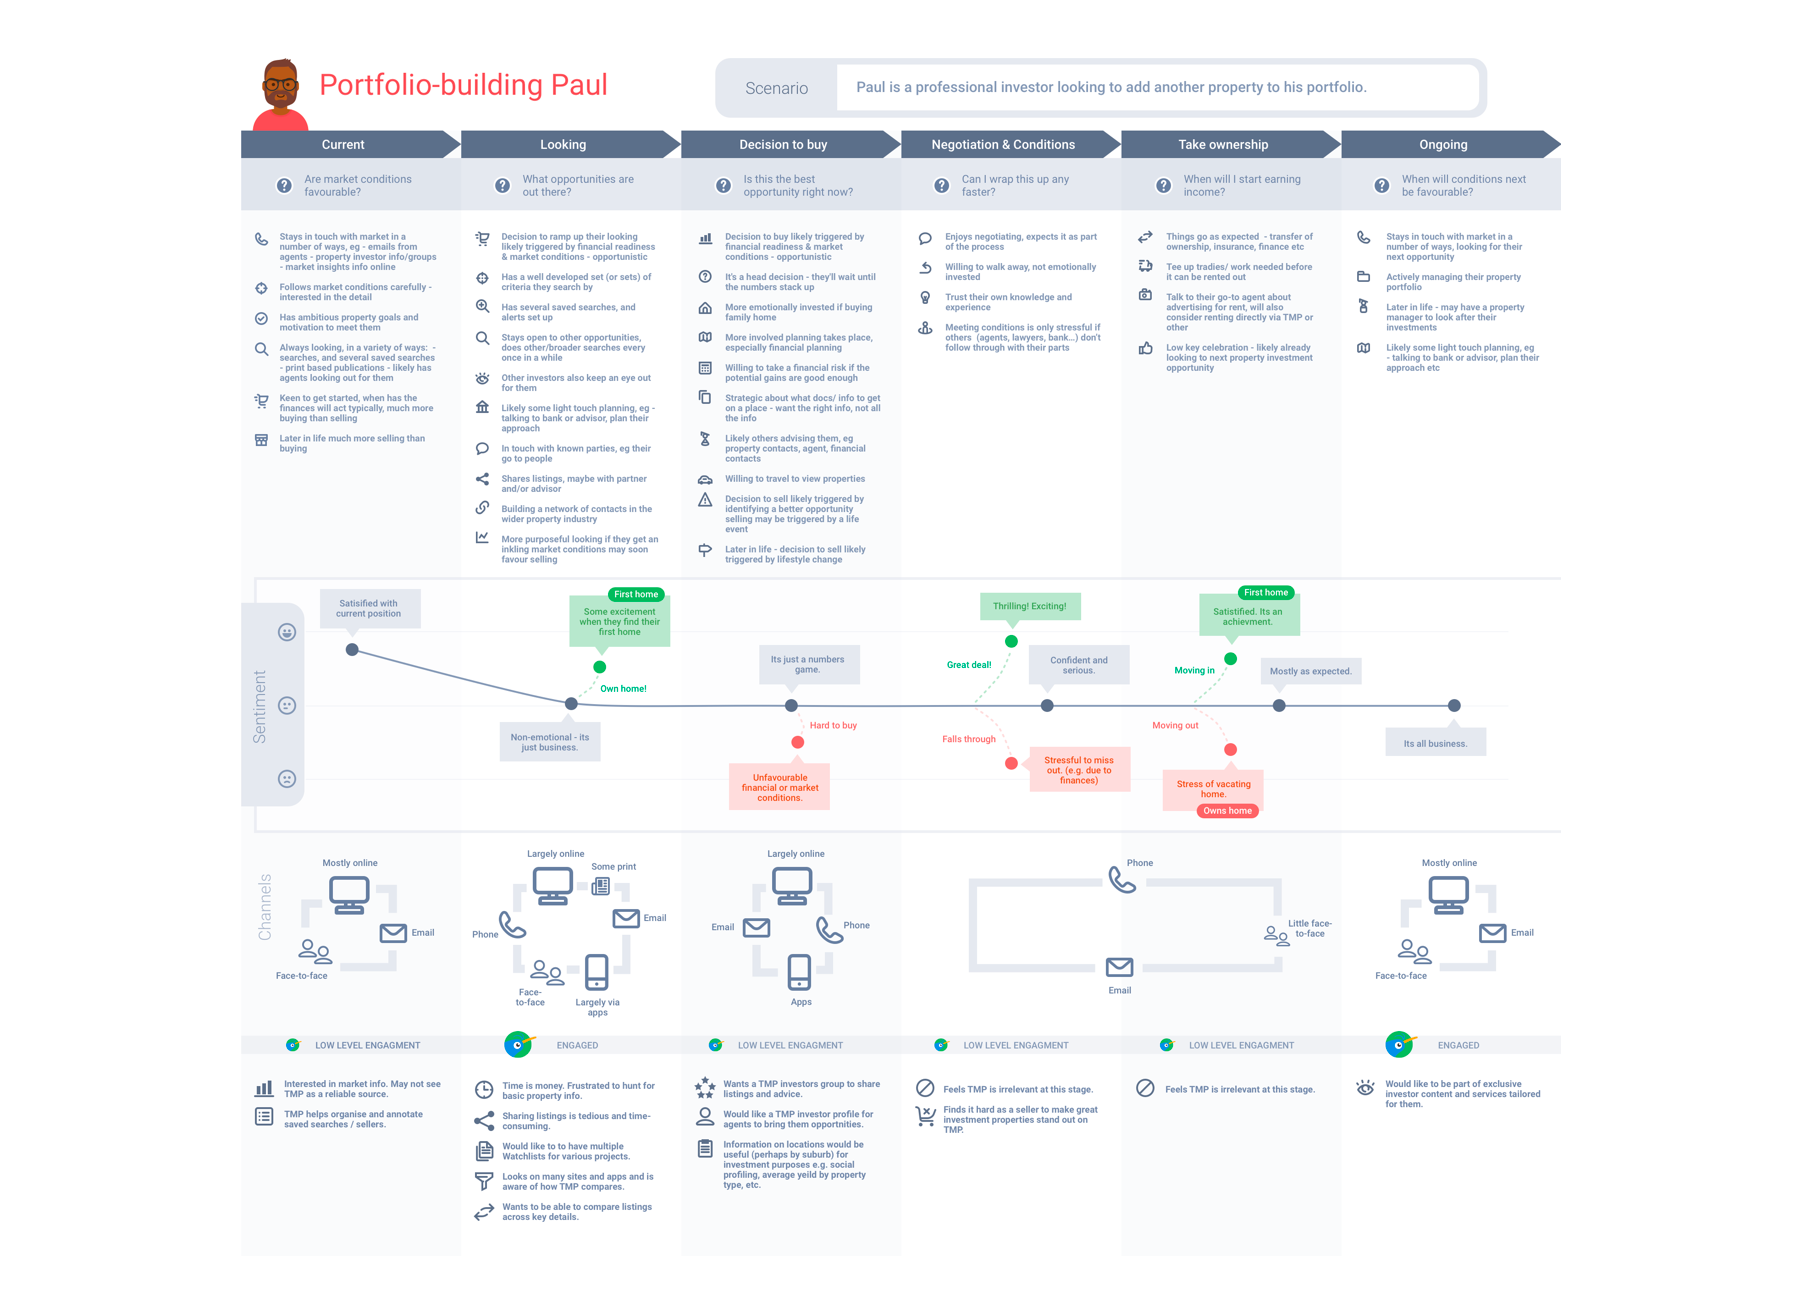 Portfolio-building Paul
Scenario
Paul is a professional investor looking to add another property to his portfolio.
Current
Looking
Decision to buy
Negotiation & Conditions
Take ownership
Ongoing
Are market conditions
favourable?
What opportunities are
out there?
Is this the best
opportunity right now?
Can I wrap this up any
faster?
When will I start earning
income?
When will conditions next
be favourable?
Stays in touch with market in a
number of ways, eg - emails from
agents - property investor info/groups
- market insights info online
Follows market conditions carefully -
interested in the detail
Has ambitious property goals and
motivation to meet them
Always looking, in a variety of ways: -
searches, and several saved searches
- print based publications - likely has
agents looking out for them
Keen to get started, when has the
finances will act typically, much more
buying than selling
Later in life much more selling than
buying
Decision to ramp up their looking
likely triggered by financial readiness
& market conditions - opportunistic
Has a well developed set (or sets) of
criteria they search by
Has several saved searches, and
alerts set up
Stays open to other opportunities,
does other/broader searches every
once in a while
Other investors also keep an eye out
for them
Likely some light touch planning, eg -
talking to bank or advisor, plan their
approach
In touch with known parties, eg their
go to people
Shares listings, maybe with partner
and/or advisor
Building a network of contacts in the
wider property industry
More purposeful looking if they get an
inkling market conditions may soon
favour selling
Decision to buy likely triggered by
financial readiness & market
conditions - opportunistic
It's a head decision - they'll wait until
the numbers stack up
More emotionally invested if buying
family home
More involved planning takes place,
especially financial planning
Willing to take a financial risk if the
potential gains are good enough
Strategic about what docs/ info to get
on a place - want the right info, not all
the info
Likely others advising them, eg
property contacts, agent, financial
contacts
Willing to travel to view properties
Decision to sell likely triggered by
identifying a better opportunity
selling may be triggered by a life
event
Later in life - decision to sell likely
triggered by lifestyle change
Enjoys negotiating, expects it as part
of the process
Willing to walk away, not emotionally
invested
Trust their own knowledge and
experience
Meeting conditions is only stressful if
others (agents, lawyers, bank...) don't
follow through with their parts
Things go as expected - transfer of
ownership, insurance, finance etc
Tee up tradies/ work needed before
it can be rented out
Talk to their go-to agent about
advertising for rent, will also
consider renting directly via TMP or
other
Low key celebration - likely already
looking to next property investment
opportunity
Stays in touch with market in a
number of ways, looking for their
next opportunity
Actively managing their property
portfolio
Later in life - may have a property
manager to look after their
investments
Likely some light touch planning, eg
- talking to bank or advisor, plan their
approach etc
Sentiment
Satisified with
current position
First home
Some excitement
when they find their
first home
Own home!
Non-emotional - its
just business.
Its just a numbers
game.
Hard to buy
Unfavourable
financial or market
conditions.
Thrilling! Exciting!
Great deal!
Confident and
serious.
Falls through
Stressful to miss
out. (e.g. due to
finances)
First home
Satistified. Its an
achievment.
Moving in
Mostly as expected.
Moving out
Stress of vacating
home.
Owns home
Its all business.
Channels
Mostly online
Email
Face-to-face
Largely online
Some print
Email
Phone
Face-
to-face
Largely via
apps
Largely online
Email
Phone
Apps
Phone
Little face-
to-face
Email
Mostly online
Email
Face-to-face
LOW LEVEL ENGAGMENT
ENGAGED
LOW LEVEL ENGAGMENT
LOW LEVEL ENGAGMENT
LOW LEVEL ENGAGMENT
ENGAGED
Interested in market info. May not see
TMP as a reliable source.
TMP helps organise and annotate
saved searches / sellers.
Time is money. Frustrated to hunt for
basic property info.
Sharing listings is tedious and time-
consuming.
Would like to to have multiple
Watchlists for various projects.
Looks on many sites and apps and is
aware of how TMP compares.
Wants to be able to compare listings
across key details.
Wants a TMP investors group to share
listings and advice.
Would like a TMP investor profile for
agents to bring them opportnities.
Information on locations would be
useful (perhaps by suburb) for
investment purposes e.g. social
profiling, average yeild by property
type, etc.
Feels TMP is irrelevant at this stage.
Finds it hard as a seller to make great
investment properties stand out on
TMP.
Feels TMP is irrelevant at this stage.
Would like to be part of exclusive
investor content and services tailored
for them.